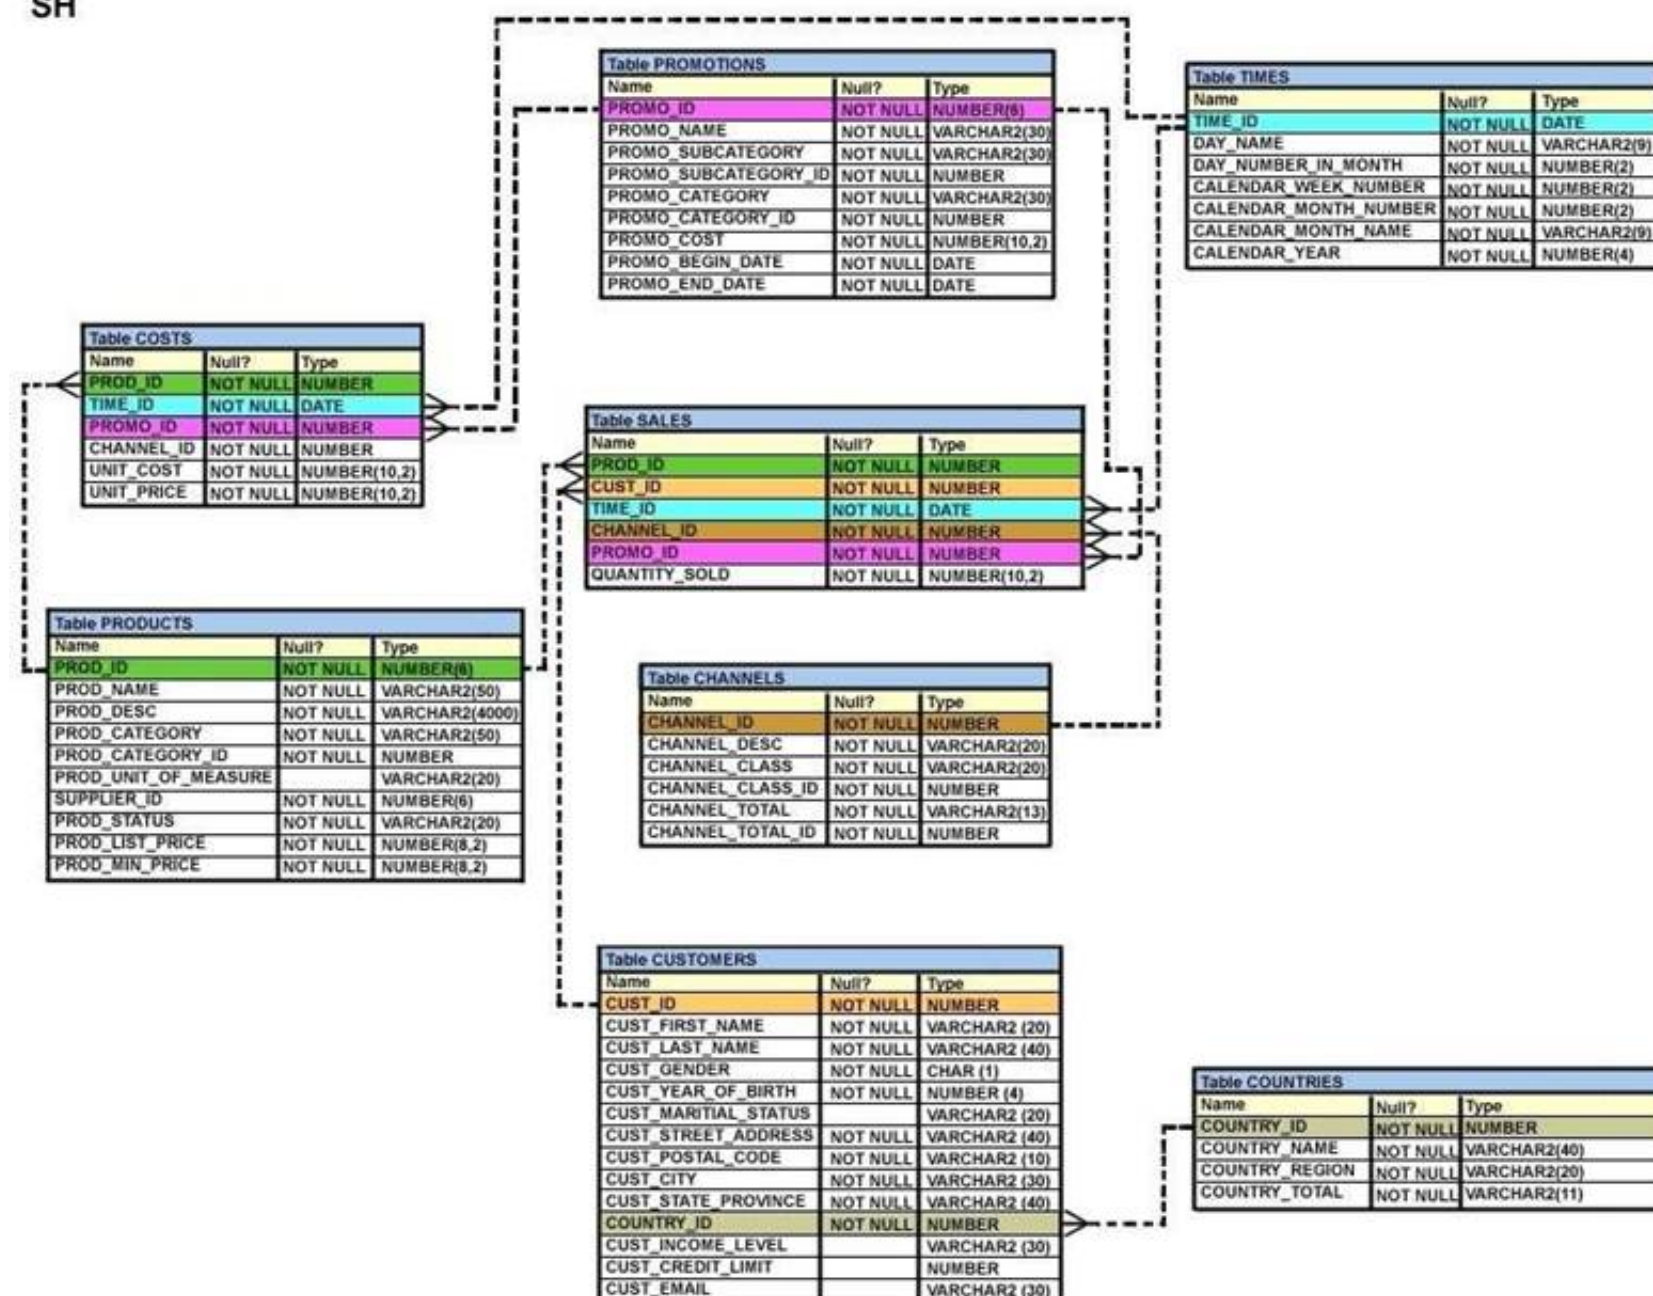 SH
Table PROMOTIONS
Name Null? Type
PROMO_ID NOT NULL NUMBER(6)
PROMO_NAME NOT NULL VARCHAR2(30)
PROMO_SUBCATEGORY NOT NULL VARCHAR2(30)
PROMO_SUBCATEGORY_ID NOT NULL NUMBER
PROMO_CATEGORY NOT NULL VARCHAR2(30)
PROMO_CATEGORY_ID NOT NULL NUMBER
PROMO_COST NOT NULL NUMBER(10,2)
PROMO_BEGIN_DATE NOT NULL DATE
PROMO_END_DATE NOT NULL DATE
Table TIMES
Name Null? Type
TIME_ID NOT NULL DATE
DAY_NAME NOT NULL VARCHAR2(9)
DAY_NUMBER_IN_MONTH NOT NULL NUMBER(2)
CALENDAR_WEEK_NUMBER NOT NULL NUMBER(2)
CALENDAR_MONTH_NUMBER NOT NULL NUMBER(2)
CALENDAR_MONTH_NAME NOT NULL VARCHAR2(9)
CALENDAR_YEAR NOT NULL NUMBER(4)
Table COSTS
Name Null? Type
PROD_ID NOT NULL NUMBER
TIME_ID NOT NULL DATE
PROMO_ID NOT NULL NUMBER
CHANNEL_ID NOT NULL NUMBER
UNIT_COST NOT NULL NUMBER(10,2)
UNIT_PRICE NOT NULL NUMBER(10,2)
Table SALES
Name Null? Type
PROD_ID NOT NULL NUMBER
CUST_ID NOT NULL NUMBER
TIME_ID NOT NULL DATE
CHANNEL_ID NOT NULL NUMBER
PROMO_ID NOT NULL NUMBER
QUANTITY_SOLD NOT NULL NUMBER(10,2)
Table PRODUCTS
Name Null? Type
PROD_ID NOT NULL NUMBER(6)
PROD_NAME NOT NULL VARCHAR2(50)
PROD_DESC NOT NULL VARCHAR2(4000)
PROD_CATEGORY NOT NULL VARCHAR2(50)
PROD_CATEGORY_ID NOT NULL NUMBER
PROD_UNIT_OF_MEASURE VARCHAR2(20)
SUPPLIER_ID NOT NULL NUMBER(6)
PROD_STATUS NOT NULL VARCHAR2(20)
PROD_LIST_PRICE NOT NULL NUMBER(8,2)
PROD_MIN_PRICE NOT NULL NUMBER(8,2)
Table CHANNELS
Name Null? Type
CHANNEL_ID NOT NULL NUMBER
CHANNEL_DESC NOT NULL VARCHAR2(20)
CHANNEL_CLASS NOT NULL VARCHAR2(20)
CHANNEL_CLASS_ID NOT NULL NUMBER
CHANNEL_TOTAL NOT NULL VARCHAR2(13)
CHANNEL_TOTAL_ID NOT NULL NUMBER
Table CUSTOMERS
Name Null? Type
CUST_ID NOT NULL NUMBER
CUST_FIRST_NAME NOT NULL VARCHAR2 (20)
CUST_LAST_NAME NOT NULL VARCHAR2 (40)
CUST_GENDER NOT NULL CHAR (1)
CUST_YEAR_OF_BIRTH NOT NULL NUMBER (4)
CUST_MARITIAL_STATUS VARCHAR2 (20)
CUST_STREET_ADDRESS NOT NULL VARCHAR2 (40)
CUST_POSTAL_CODE NOT NULL VARCHAR2 (10)
CUST_CITY NOT NULL VARCHAR2 (30)
CUST_STATE_PROVINCE NOT NULL VARCHAR2 (40)
COUNTRY_ID NOT NULL NUMBER
CUST_INCOME_LEVEL VARCHAR2 (30)
CUST_CREDIT_LIMIT NUMBER
CUST_EMAIL VARCHAR2 (30)
Table COUNTRIES
Name Null? Type
COUNTRY_ID NOT NULL NUMBER
COUNTRY_NAME NOT NULL VARCHAR2(40)
COUNTRY_REGION NOT NULL VARCHAR2(20)
COUNTRY_TOTAL NOT NULL VARCHAR2(11)